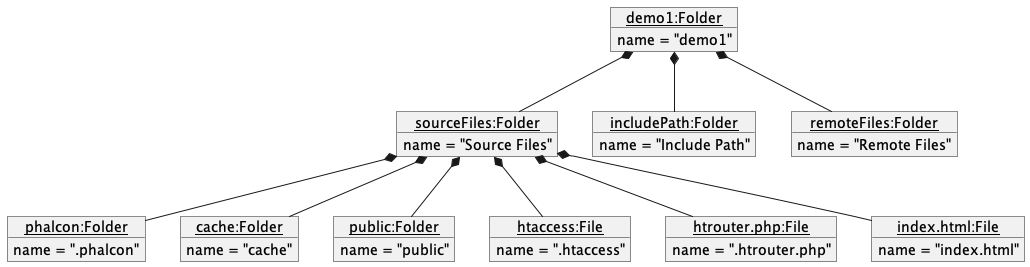 demo1:Folder
name = "demo1"
sourceFiles:Folder
name = "Source Files"
includePath:Folder
name = "Include Path"
remoteFiles:Folder
name = "Remote Files"
phalcon:Folder
name = ".phalcon"
cache:Folder
name = "cache"
public:Folder
name = "public"
htaccess:File
name = ".htaccess"
htrouter.php:File
name = ".htrouter.php"
index.html:File
name = "index.html"